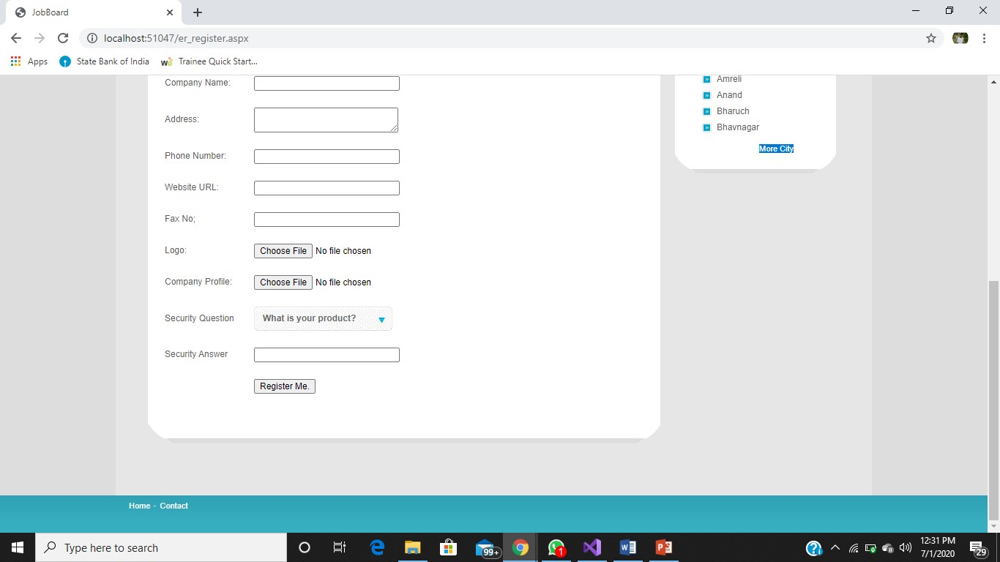 JobBoard
localhost:51047/er_register.aspx
Apps State Bank of India Trainee Quick Start...
Company Name:
Address:
Phone Number:
Website URL:
Fax No;
Logo: Choose File No file chosen
Company Profile: Choose File No file chosen
Security Question What is your product?
Security Answer
Register Me.
Amreli
Anand
Bharuch
Bhavnagar
More City
Home - Contact
Type here to search
99+
1
12:31 PM
7/1/2020
29